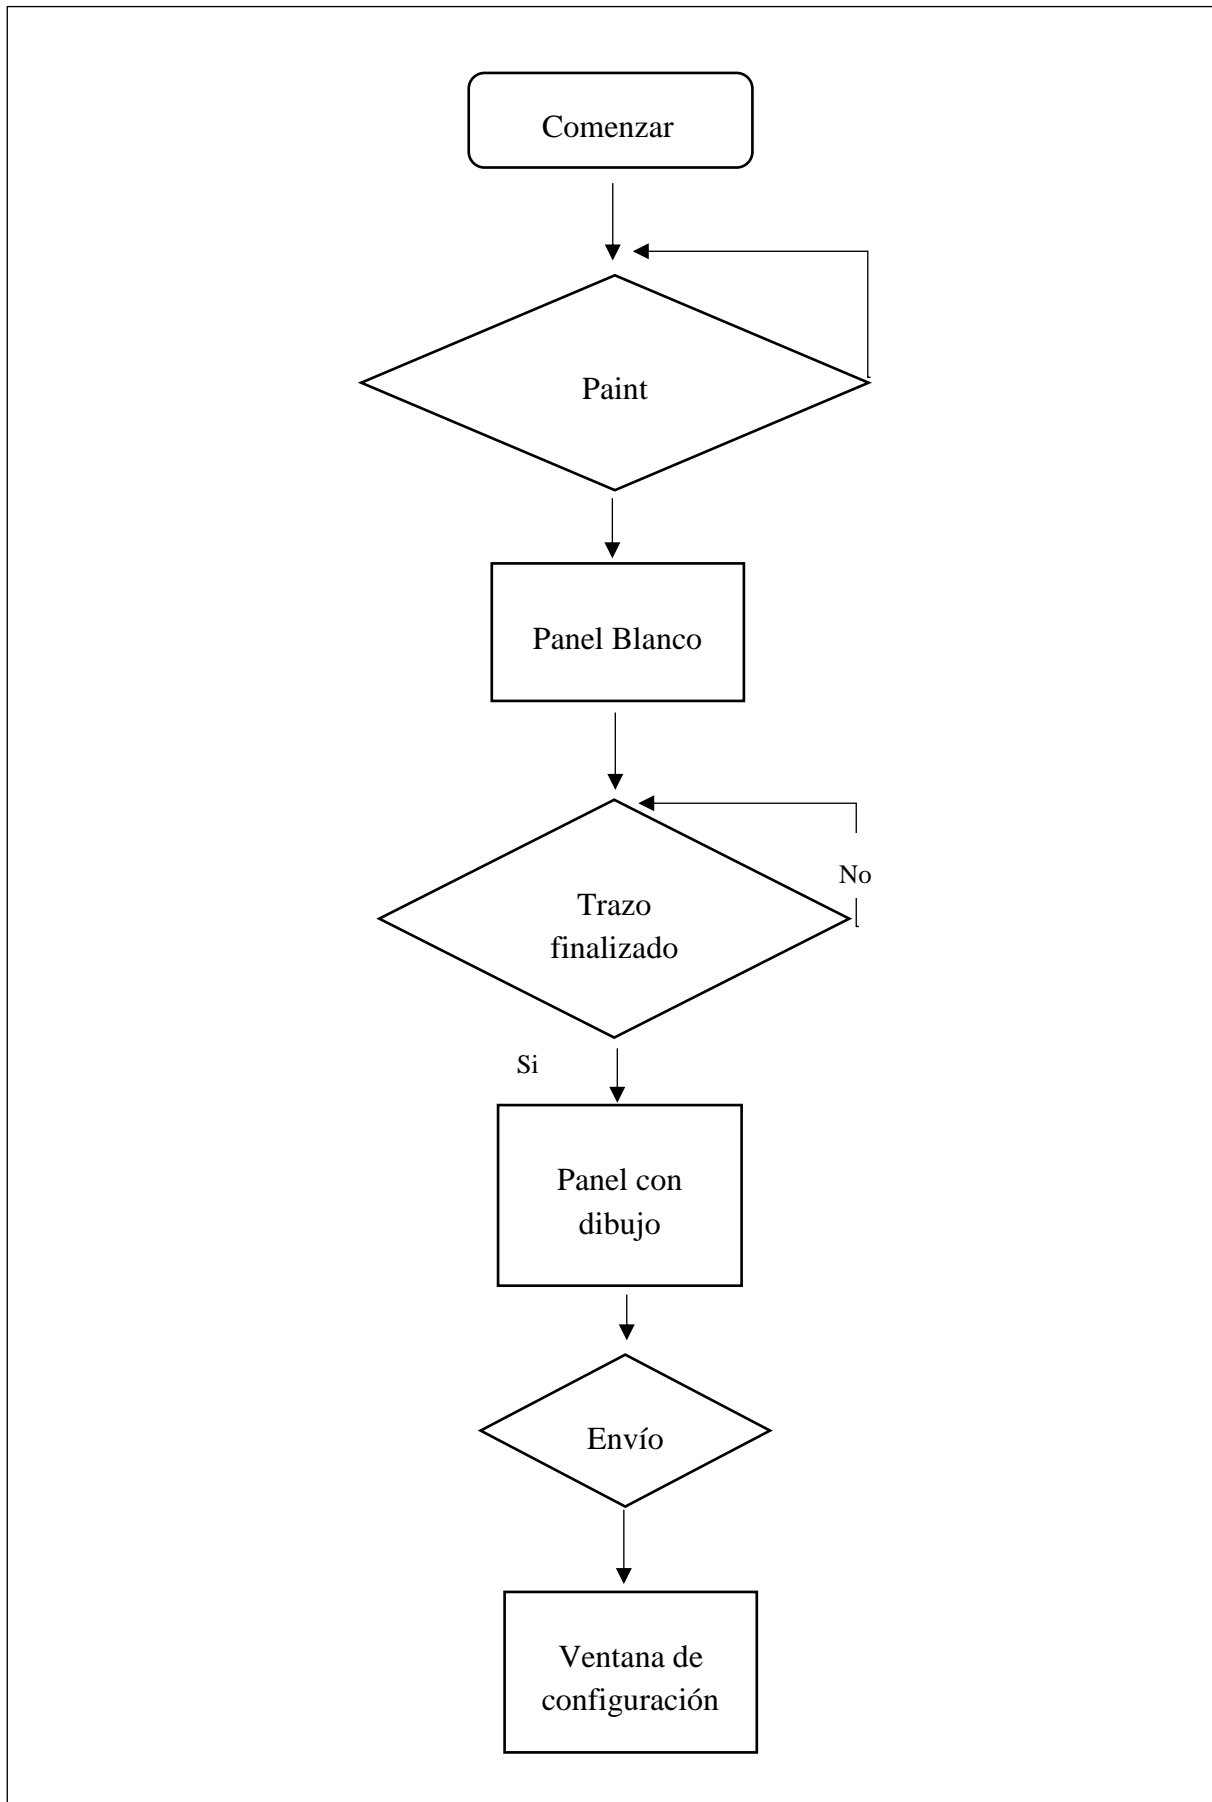 Comenzar
Paint
Panel Blanco
No
Trazo
finalizado
Si
Panel con
dibujo
Envío
Ventana de
configuración